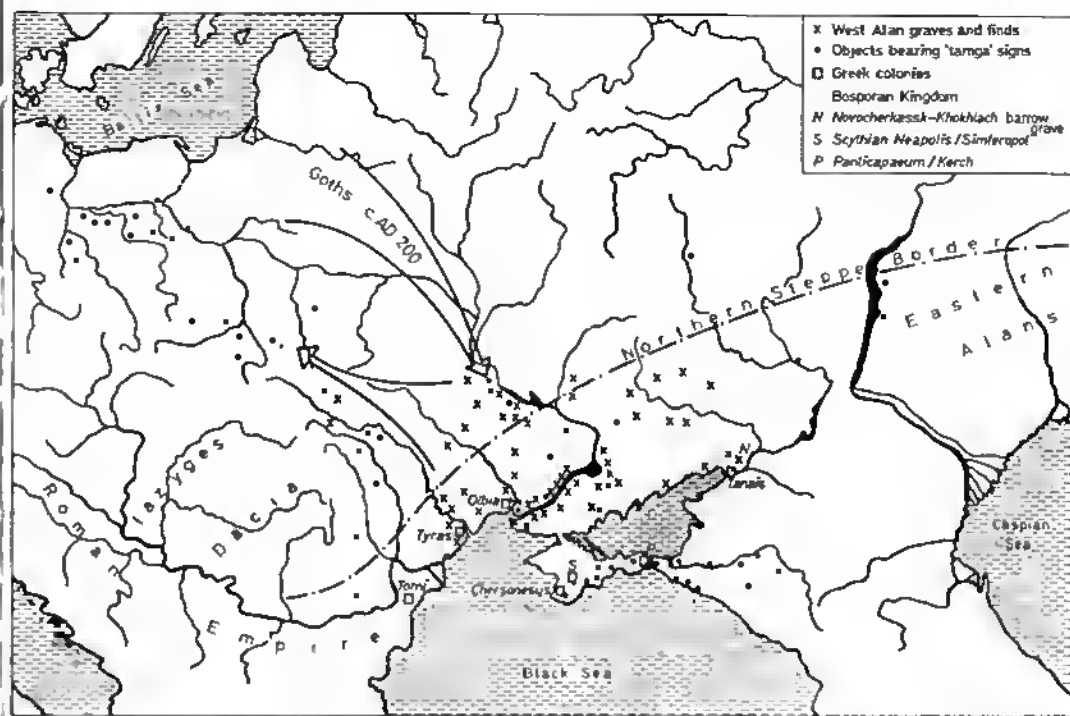 x West Alan graves and finds
• Objects bearing 'tamga' signs
Greek colonies
Bosporan Kingdom
N Novocherkassk–Khokhlach barrow grave
S Scythian Neapolis/Simferopol
P Panticapaeum/Kerch
Baltic Sea
Goths c.AD 200
Northern Steppe Border
Eastern
Alans
Iazyges
Dacia
Roman
Empire
Olbia
Tyras
Tomi
Chersonesus
S
N
Tanais
Caspian
Sea
Black Sea